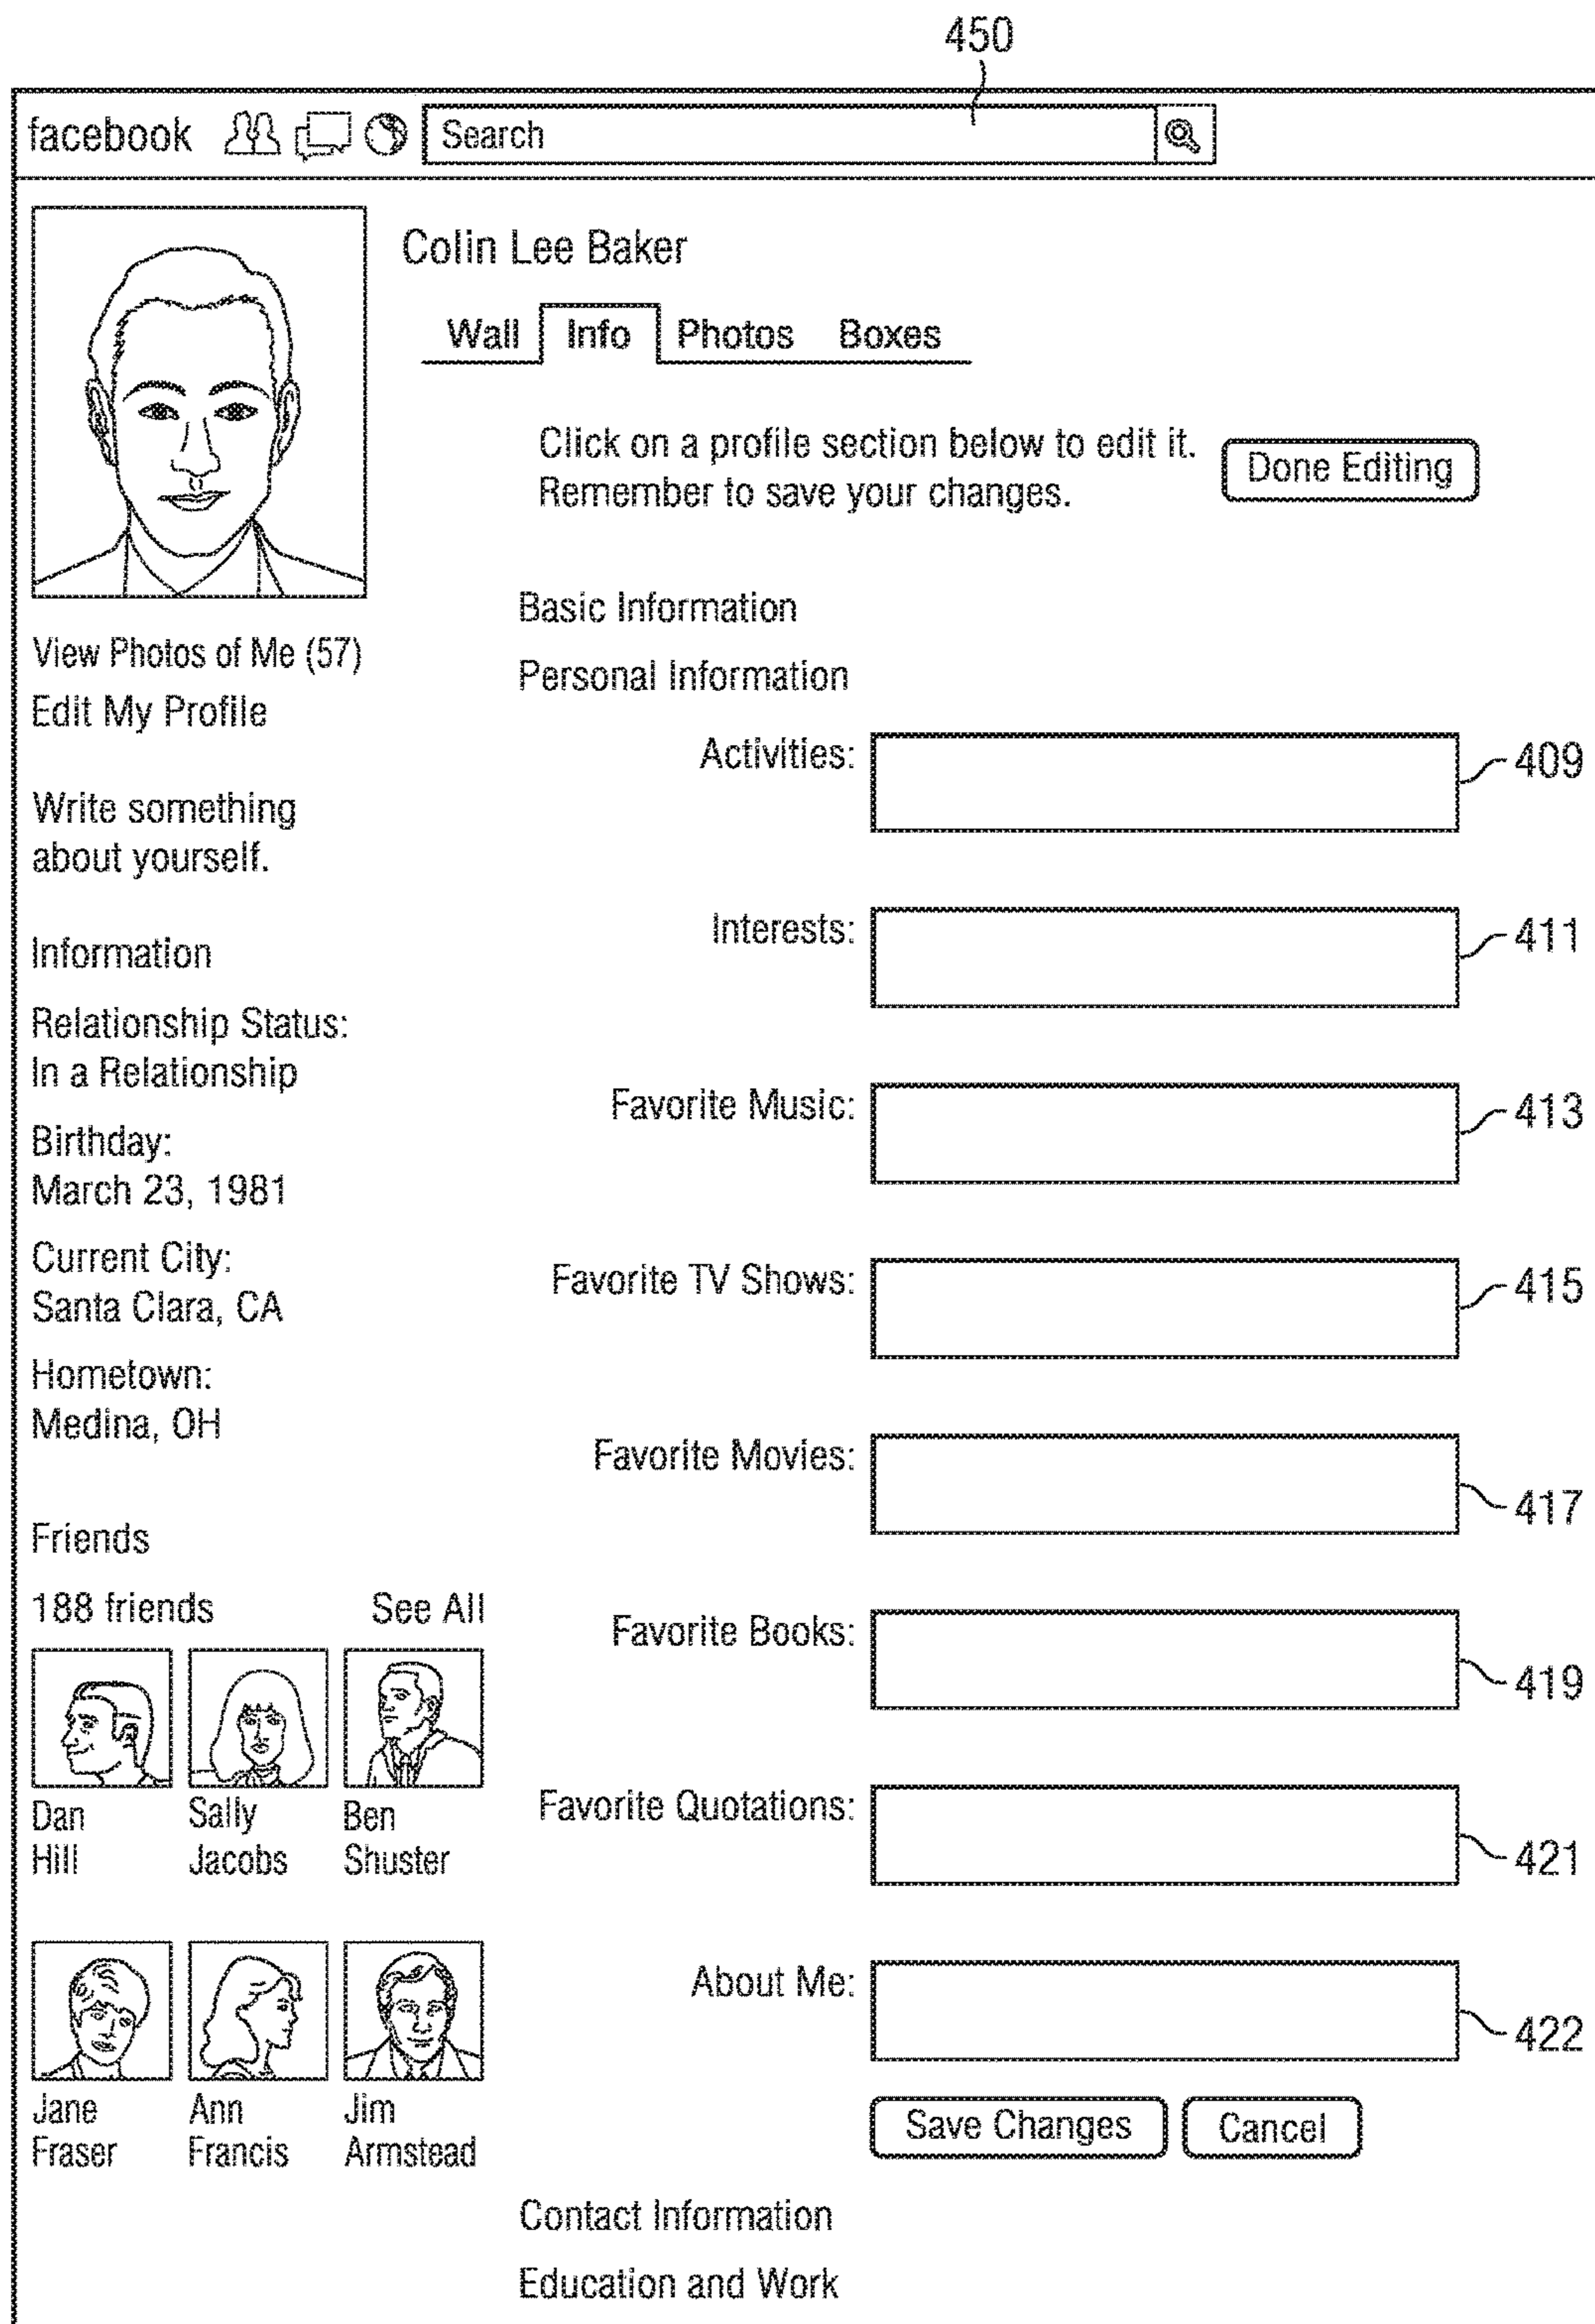 450
facebook
Search
Colin Lee Baker
Wall Info Photos Boxes
Click on a profile section below to edit it.
Remember to save your changes.
Done Editing
View Photos of Me (57)
Edit My Profile
Write something
about yourself.
Information
Relationship Status:
In a Relationship
Birthday:
March 23, 1981
Current City:
Santa Clara, CA
Hometown:
Medina, OH
Friends
188 friends See All
Dan
Hill
Sally
Jacobs
Ben
Shuster
Jane
Fraser
Ann
Francis
Jim
Armstead
Basic Information
Personal Information
Activities: 409
Interests: 411
Favorite Music: 413
Favorite TV Shows: 415
Favorite Movies: 417
Favorite Books: 419
Favorite Quotations: 421
About Me: 422
Save Changes Cancel
Contact Information
Education and Work